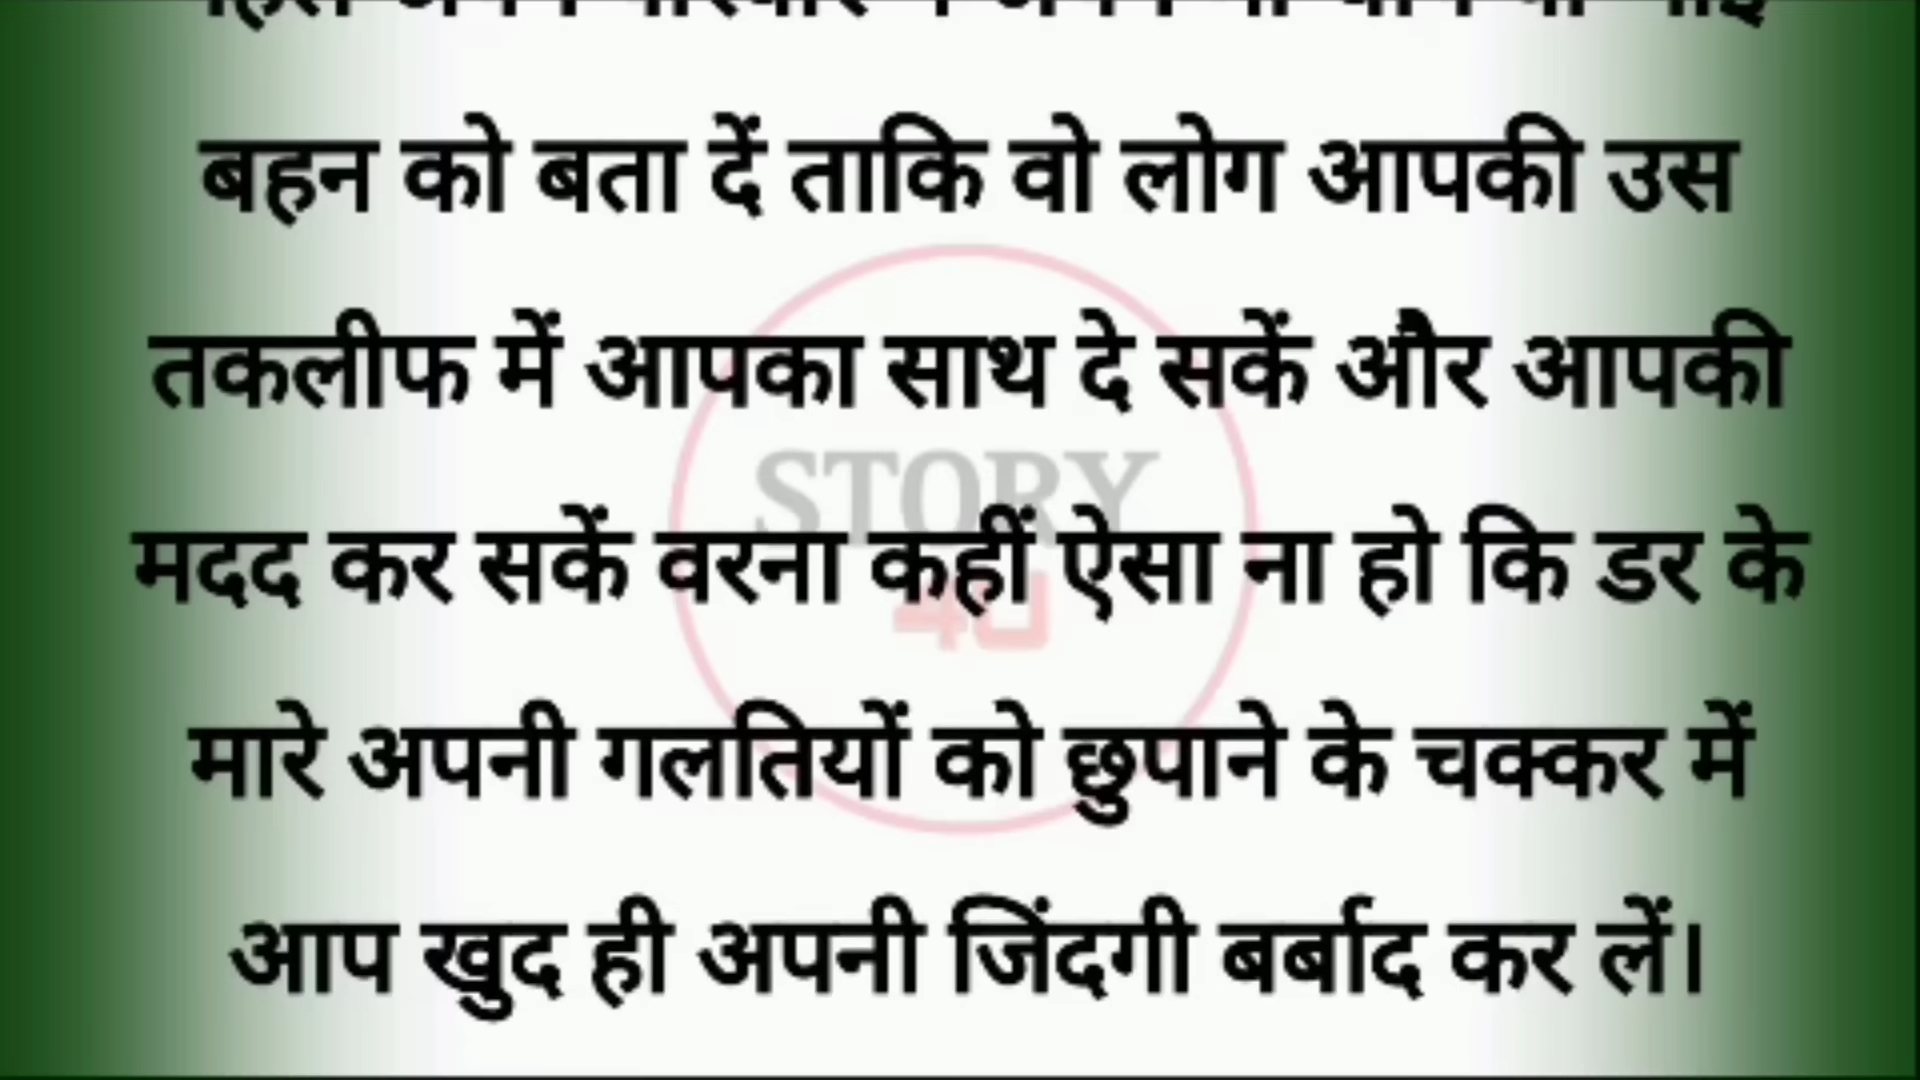 बहन को बता दें ताकि वो लोग आपकी उस
तकलीफ में आपका साथ दे सकें और आपकी
STORY
मदद कर सकें वरना कहीं ऐसा ना हो कि डर के
4U
मारे अपनी गलतियों को छुपाने के चक्कर में
आप खुद ही अपनी जिंदगी बर्बाद कर लें।